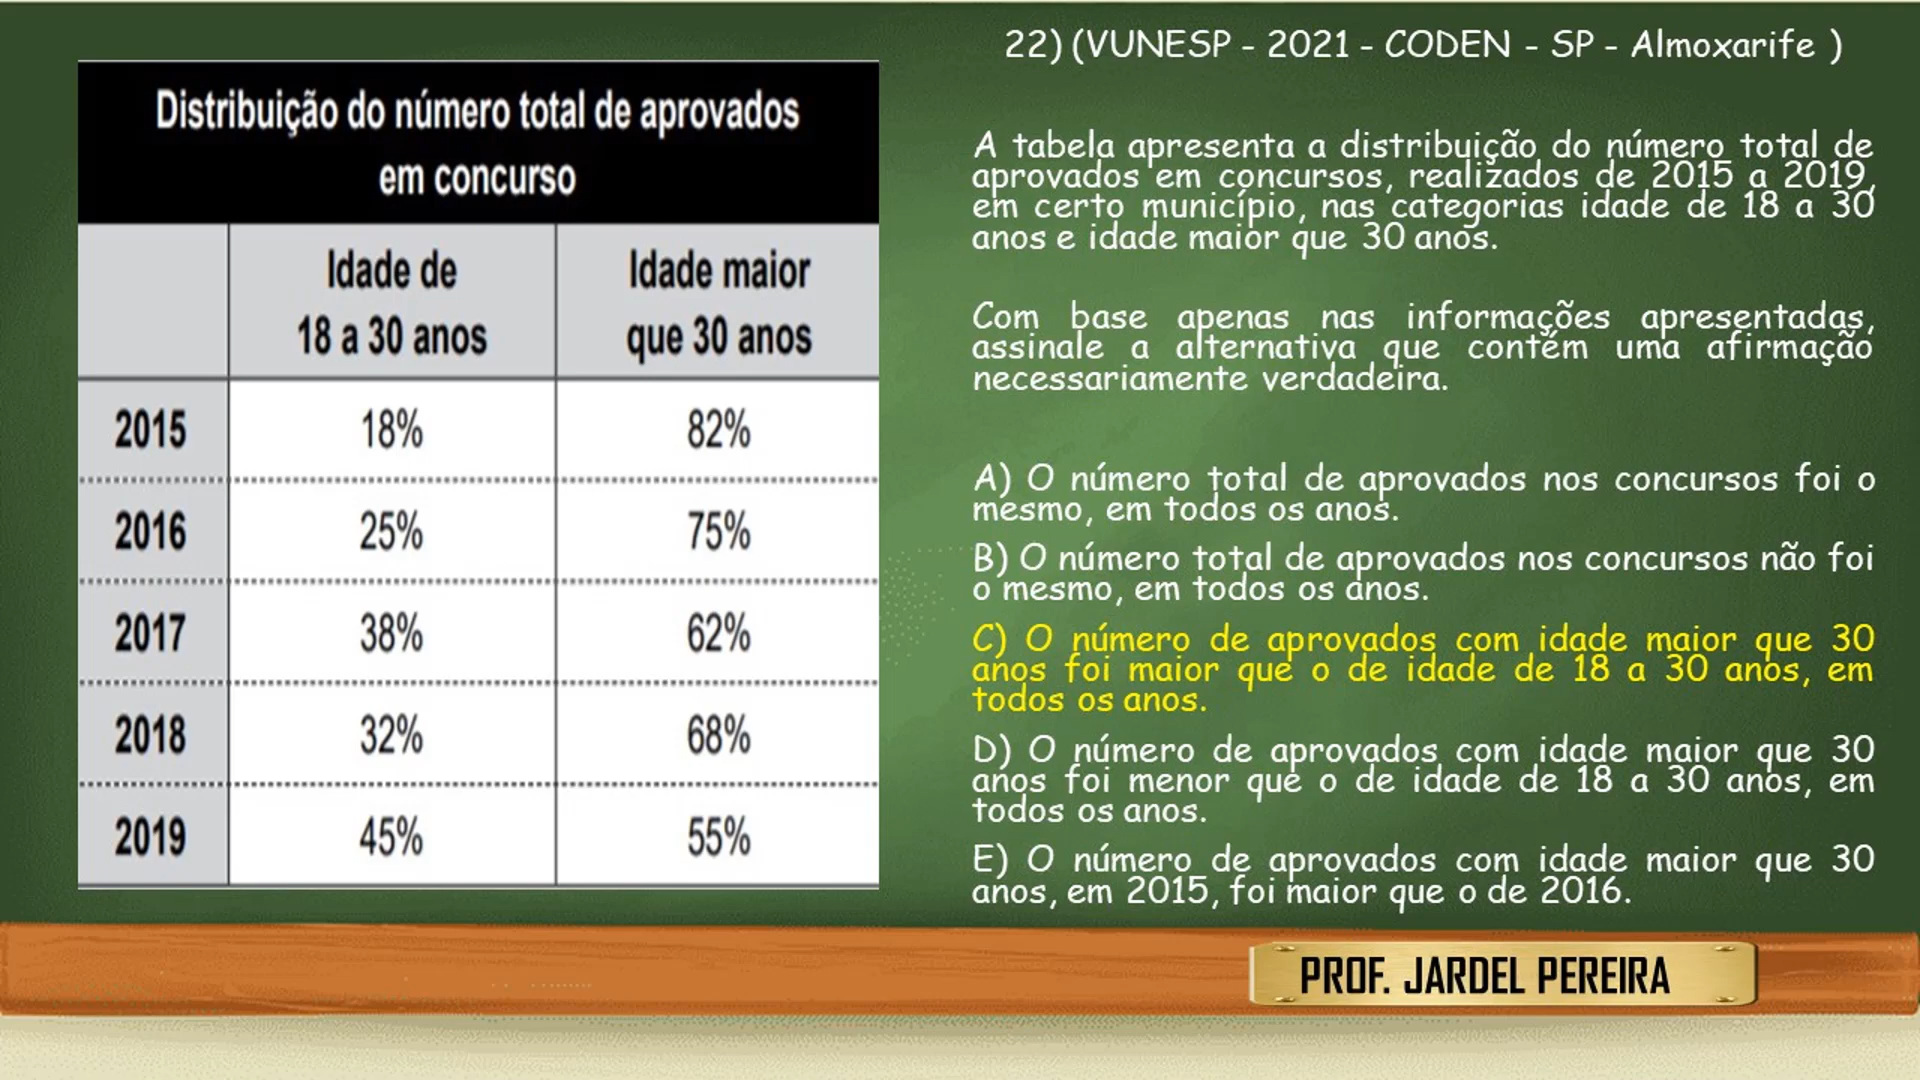 22) (VUNESP - 2021 - CODEN - SP - Almoxarife )
Distribuição do número total de aprovados
em concurso
Idade de
18 a 30 anos
Idade maior
que 30 anos
2015 18% 82%
2016 25% 75%
2017 38% 62%
2018 32% 68%
2019 45% 55%
A tabela apresenta a distribuição do número total de
aprovados em concursos, realizados de 2015 a 2019,
em certo município, nas categorias idade de 18 a 30
anos e idade maior que 30 anos.
Com base apenas nas informações apresentadas,
assinale a alternativa que contém uma afirmação
necessariamente verdadeira.
A) O número total de aprovados nos concursos foi o
mesmo, em todos os anos.
B) O número total de aprovados nos concursos não foi
o mesmo, em todos os anos.
C) O número de aprovados com idade maior que 30
anos foi maior que o de idade de 18 a 30 anos, em
todos os anos.
D) O número de aprovados com idade maior que 30
anos foi menor que o de idade de 18 a 30 anos, em
todos os anos.
E) O número de aprovados com idade maior que 30
anos, em 2015, foi maior que o de 2016.
PROF. JARDEL PEREIRA